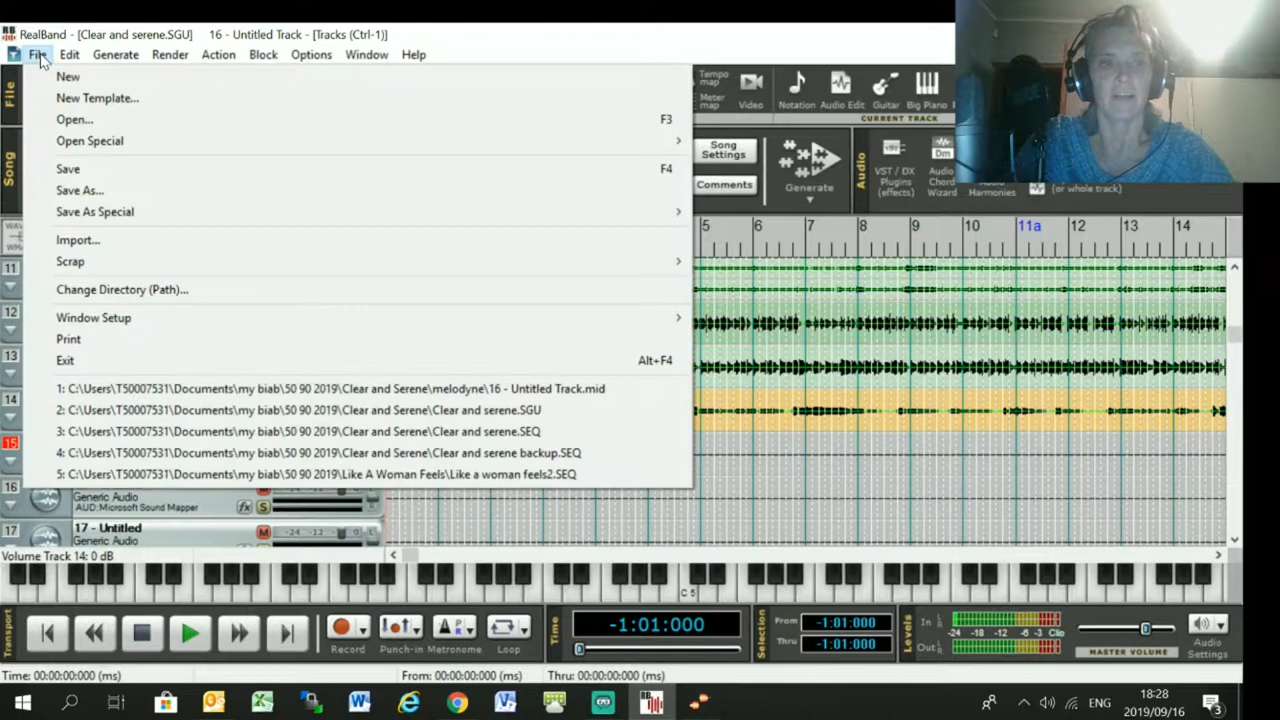 RealBand - [Clear and serene.SGU] 16 - Untitled Track - [Tracks (Ctrl-1)]
File Edit Generate Render Action Block Options Window Help
New
New Template...
Open... F3
Open Special
Save F4
Save As...
Save As Special
Import...
Scrap
Change Directory (Path)...
Window Setup
Print
Exit Alt+F4
1: C:\Users\T50007531\Documents\my biab\50 90 2019\Clear and Serene\melodyne\16 - Untitled Track.mid
2: C:\Users\T50007531\Documents\my biab\50 90 2019\Clear and Serene\Clear and serene.SGU
3: C:\Users\T50007531\Documents\my biab\50 90 2019\Clear and Serene\Clear and serene.SEQ
4: C:\Users\T50007531\Documents\my biab\50 90 2019\Clear and Serene\Clear and serene backup.SEQ
5: C:\Users\T50007531\Documents\my biab\50 90 2019\Like A Woman Feels\Like a woman feels2.SEQ
File
Song
Tempo map
Meter map
Video
Notation Audio Edit Guitar Big Piano
CURRENT TRACK
Song Settings
Comments
Generate
Audio
VST / DX Plugins (effects)
Dm
Audio Chord Wizard
Audio Harmonies
(or whole track)
5 6 7 8 9 10 11a 12 13 14
11
12
13
14
15
16
Generic Audio
AUD:Microsoft Sound Mapper
fx S
17 17 - Untitled
M -24 -12 -6
Generic Audio
Volume Track 14: 0 dB
C 5
Transport
Record Punch-in Metronome Loop
Time
-1:01:000
Selection
From -1:01:000
Thru -1:01:000
Levels
In
-24 -18 -12 -6 -3 Clip
Out
MASTER VOLUME
Audio Settings
Time: 00:00:00:000 (ms) From: 00:00:00:000 (ms) Thru: 00:00:00:000 (ms)
ENG
18:28
2019/09/16
3